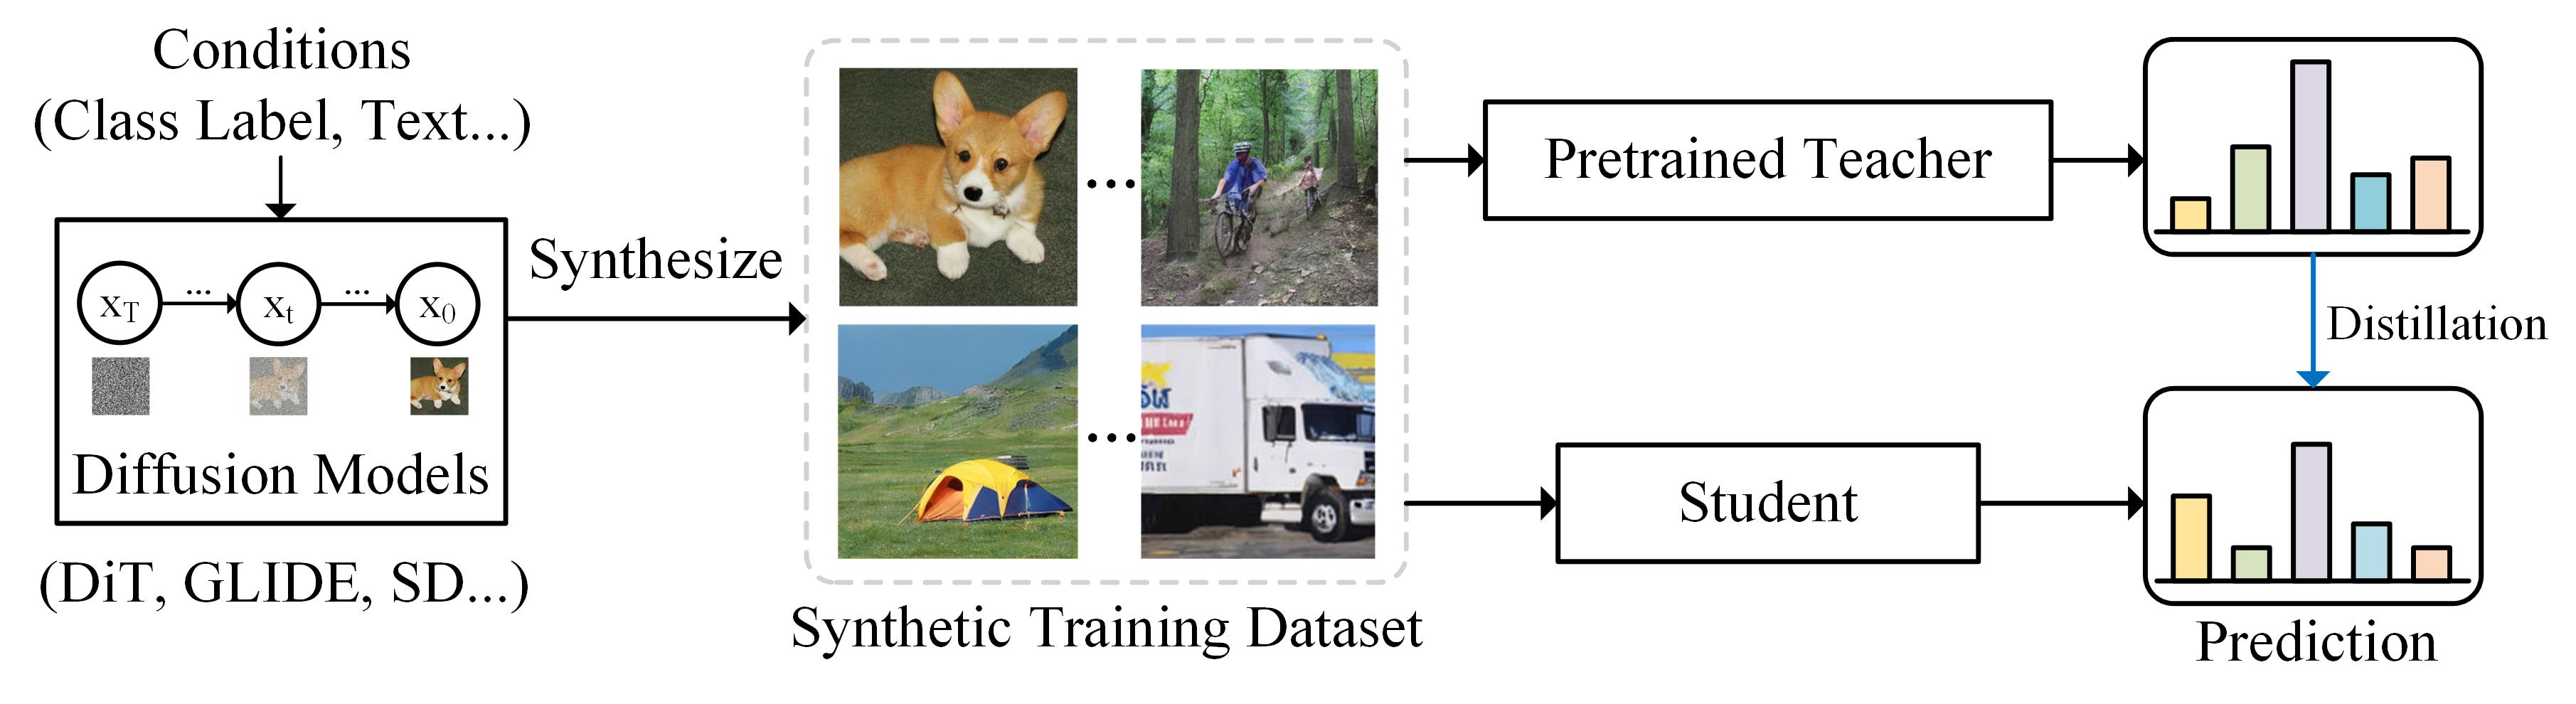 Conditions
(Class Label, Text...)
x_T ... x_t ... x_0
Diffusion Models
(DiT, GLIDE, SD...)
Synthesize
...
...
Synthetic Training Dataset
Pretrained Teacher
Student
Distillation
Prediction